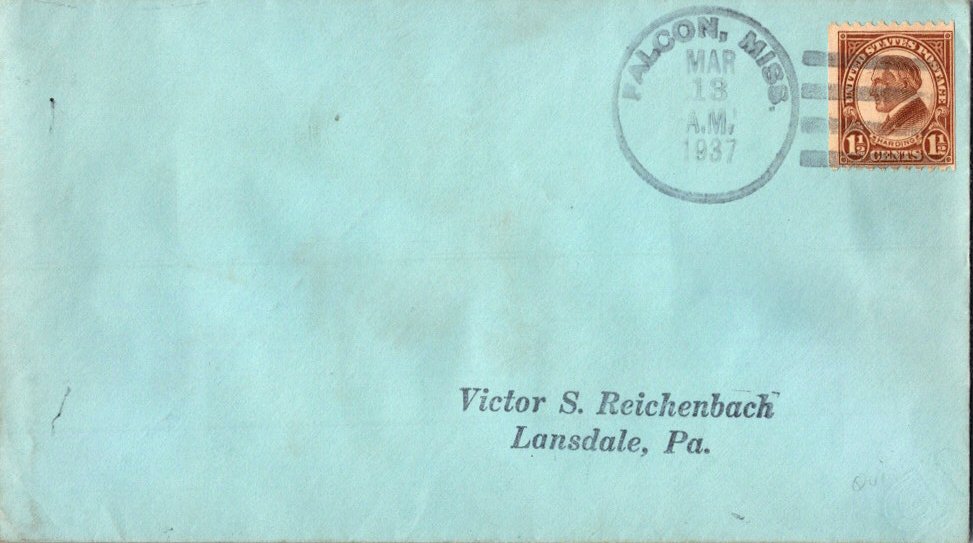 FALCON, MISS.
MAR
13
A.M.
1937
UNITED STATES POSTAGE
HARDING
1½ CENTS 1½
Victor S. Reichenbach
Lansdale, Pa.